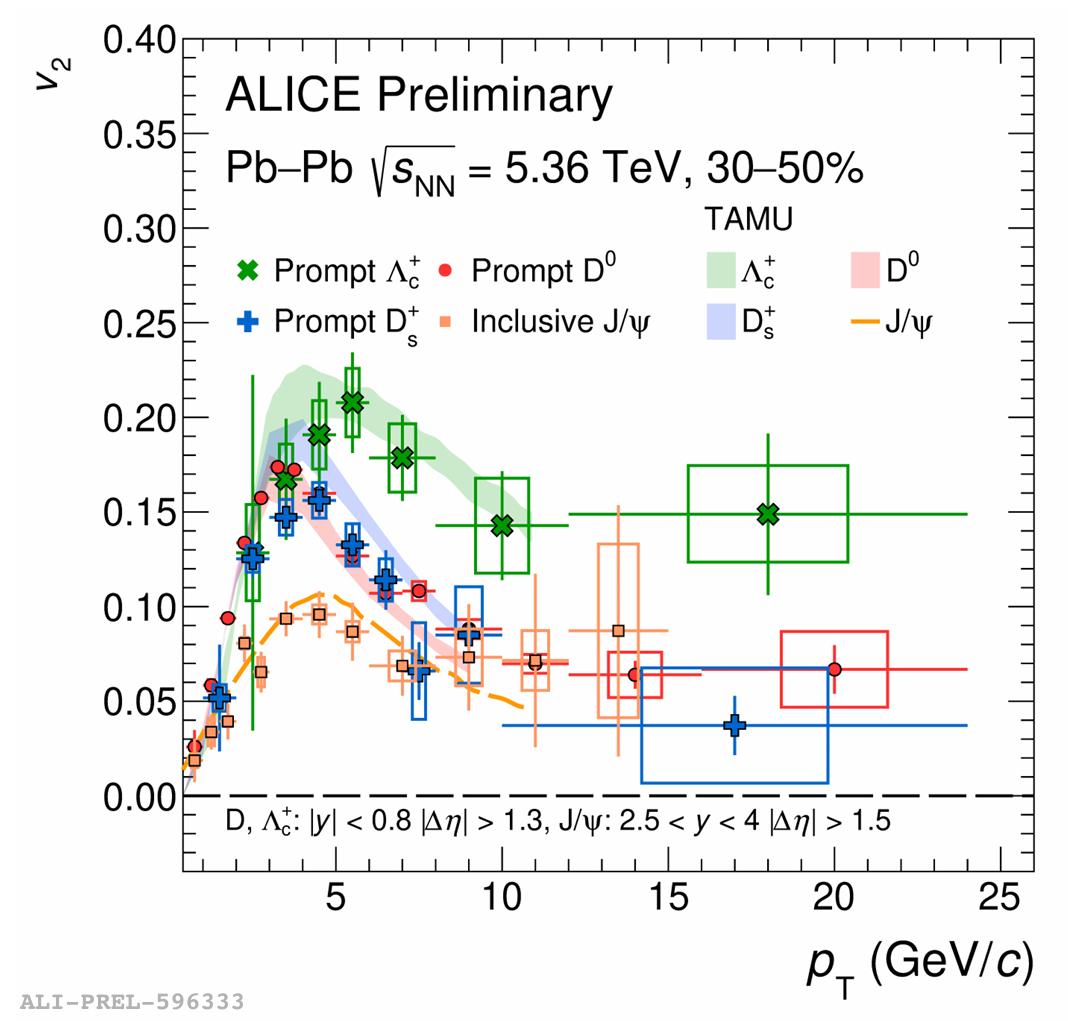 0.40
v2
ALICE Preliminary
0.35
Pb–Pb √sNN = 5.36 TeV, 30–50%
0.30
TAMU
Prompt Λc+ Prompt D0 Λc+ D0
0.25
Prompt Ds+ Inclusive J/ψ Ds+ J/ψ
0.20
0.15
0.10
0.05
0.00
D, Λc+: |y| < 0.8 |Δη| > 1.3, J/ψ: 2.5 < y < 4 |Δη| > 1.5
5 10 15 20 25
pT (GeV/c)
ALI-PREL-596333